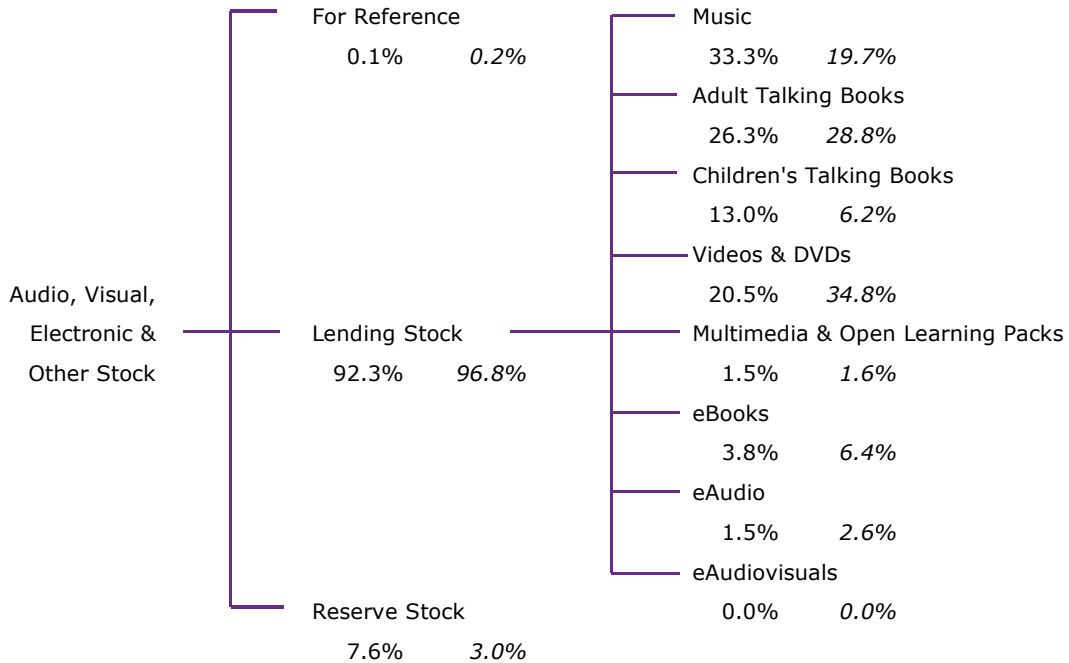 Audio, Visual,
Electronic &
Other Stock
For Reference
0.1% 0.2%
Lending Stock
92.3% 96.8%
Reserve Stock
7.6% 3.0%
Music
33.3% 19.7%
Adult Talking Books
26.3% 28.8%
Children's Talking Books
13.0% 6.2%
Videos & DVDs
20.5% 34.8%
Multimedia & Open Learning Packs
1.5% 1.6%
eBooks
3.8% 6.4%
eAudio
1.5% 2.6%
eAudiovisuals
0.0% 0.0%